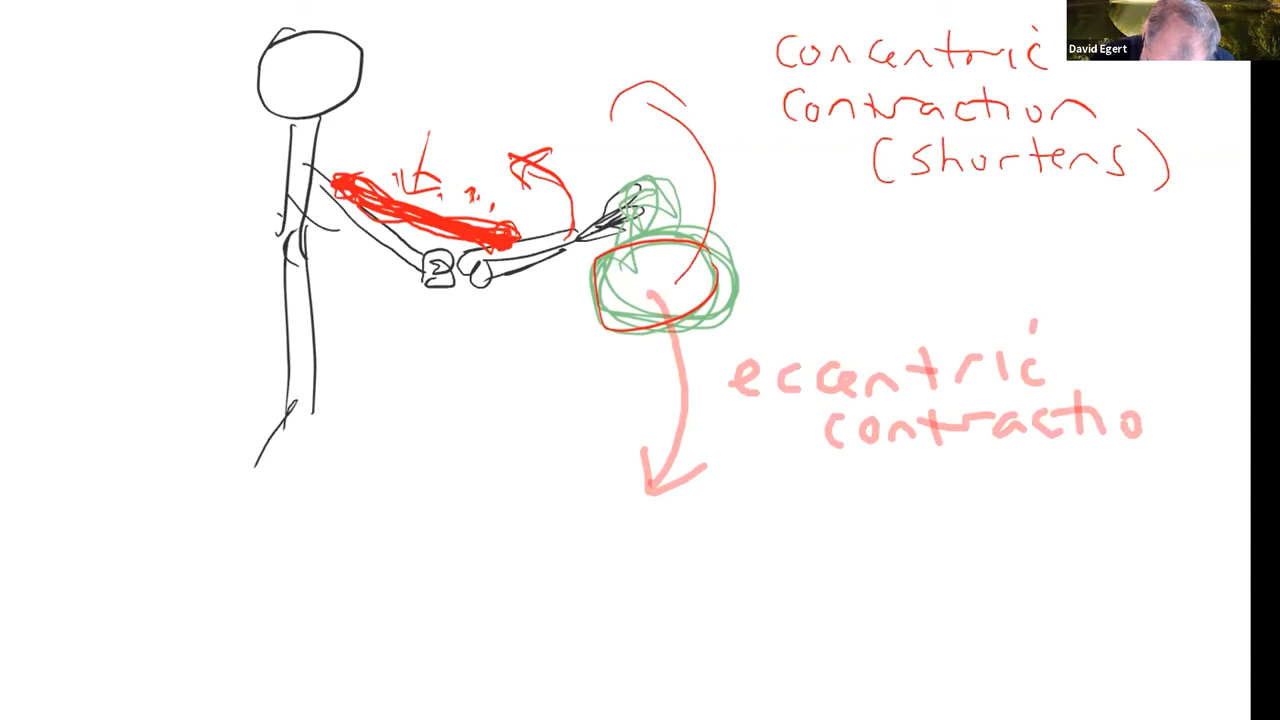 David Egert
concentric
contraction
(shortens)
eccentric
contractio